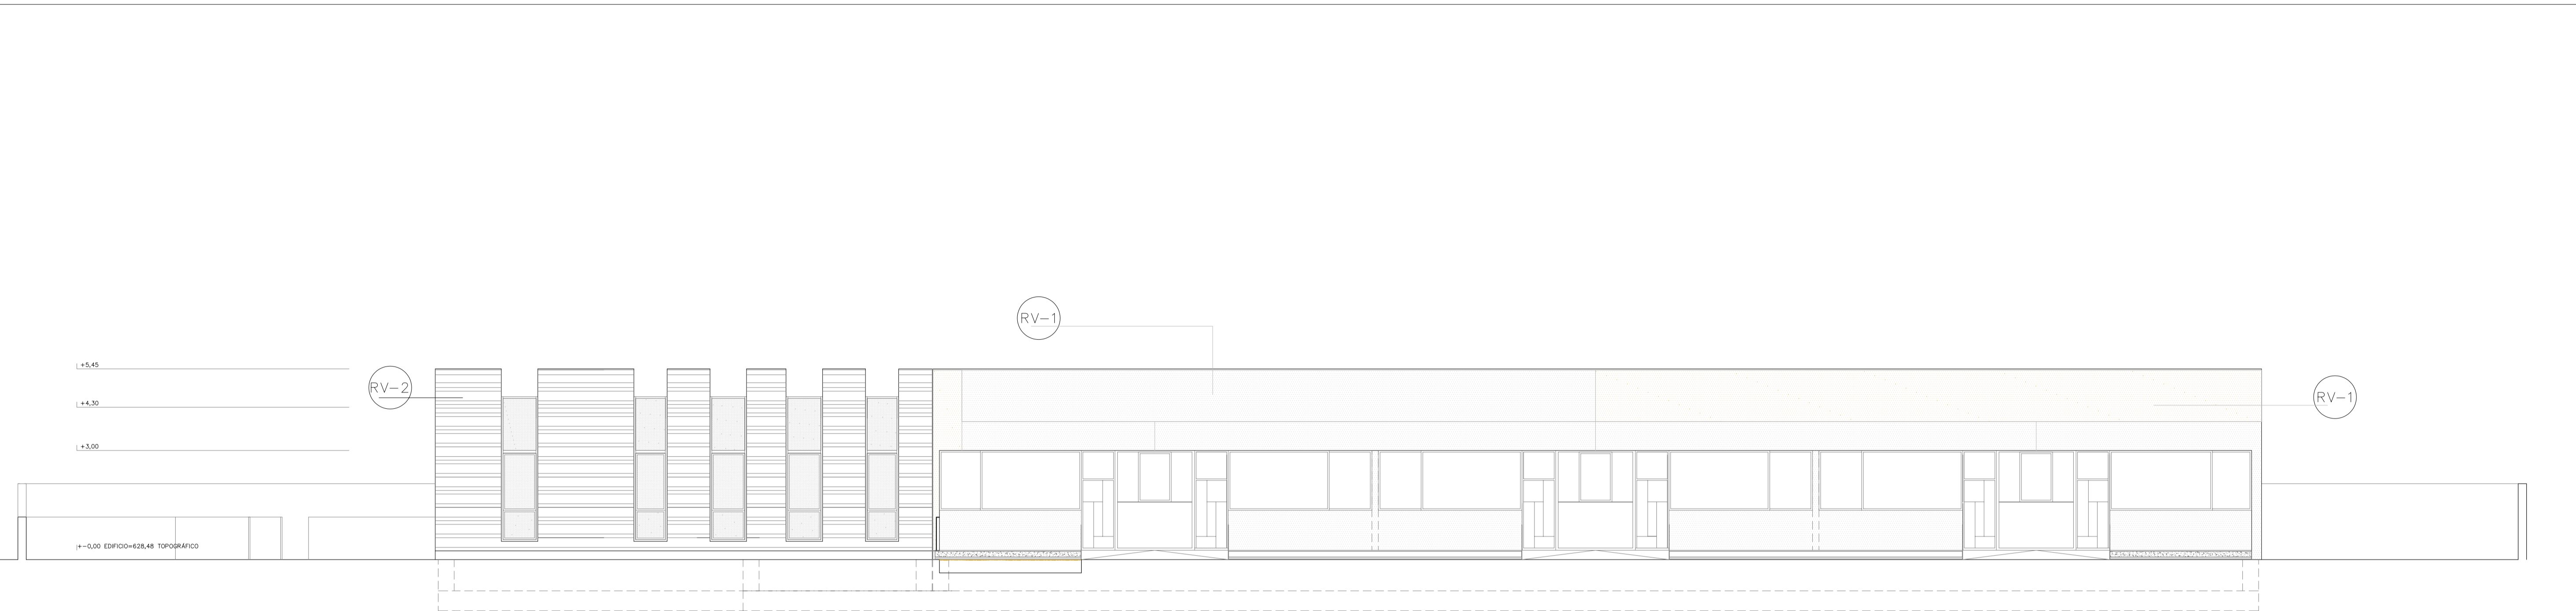 RV-1
+5,45
RV-2
RV-1
+4,30
+3,00
+-0,00 EDIFICIO=628,48 TOPOGRÁFICO